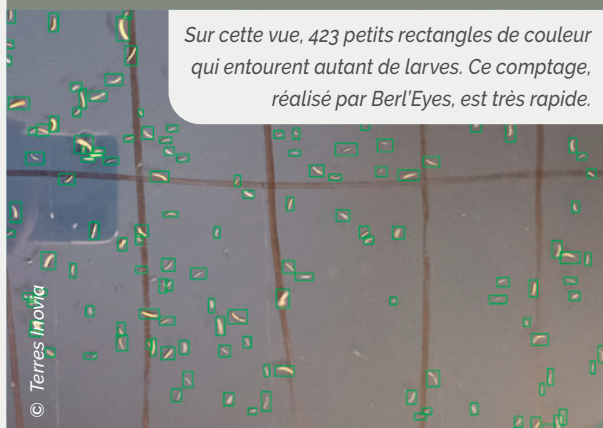 Sur cette vue, 423 petits rectangles de couleur
qui entourent autant de larves. Ce comptage,
réalisé par Berl'Eyes, est très rapide.
© Terres Inovia